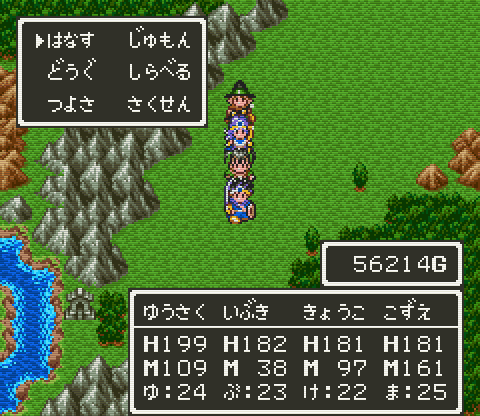 ▶はなす じゅもん
どうぐ しらべる
つよさ さくせん
56214G
ゆうさく いぶき きょうこ こずえ
H199 H182 H181 H181
M109 M 38 M 97 M161
ゆ:24 ぶ:23 け:22 ま:25